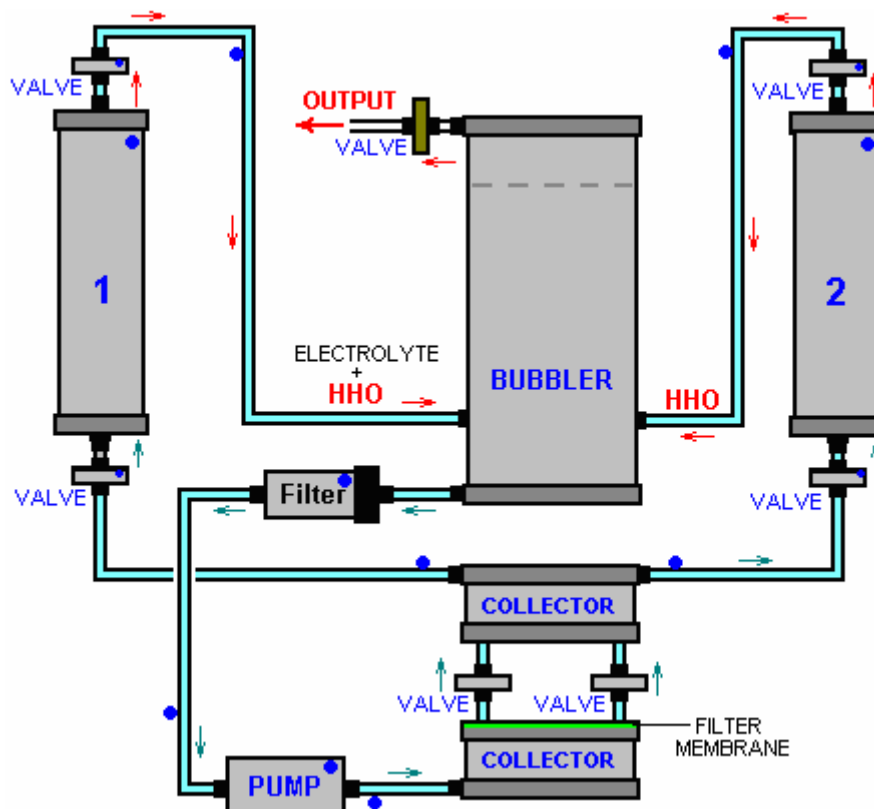 VALVE
VALVE
OUTPUT
VALVE
1
2
ELECTROLYTE
+
HHO
BUBBLER
HHO
VALVE
Filter
VALVE
COLLECTOR
VALVE
VALVE
FILTER
MEMBRANE
COLLECTOR
PUMP